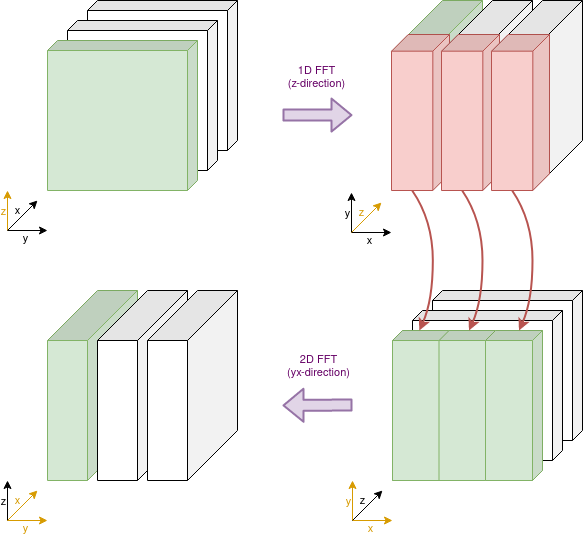 1D FFT
(z-direction)
z
x
y
y
z
x
2D FFT
(yx-direction)
z
x
y
y
z
x